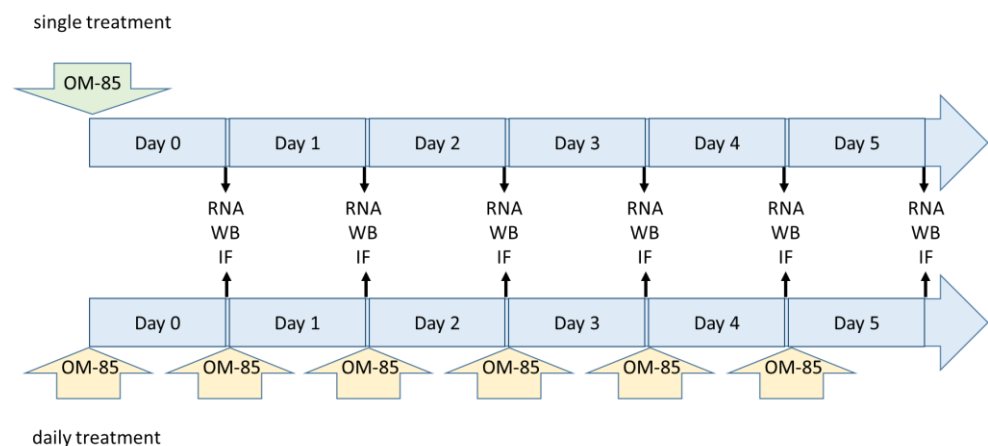 single treatment
OM-85
Day 0 Day 1 Day 2 Day 3 Day 4 Day 5
RNA RNA RNA RNA RNA RNA
WB WB WB WB WB WB
IF IF IF IF IF IF
Day 0 Day 1 Day 2 Day 3 Day 4 Day 5
OM-85 OM-85 OM-85 OM-85 OM-85 OM-85
daily treatment